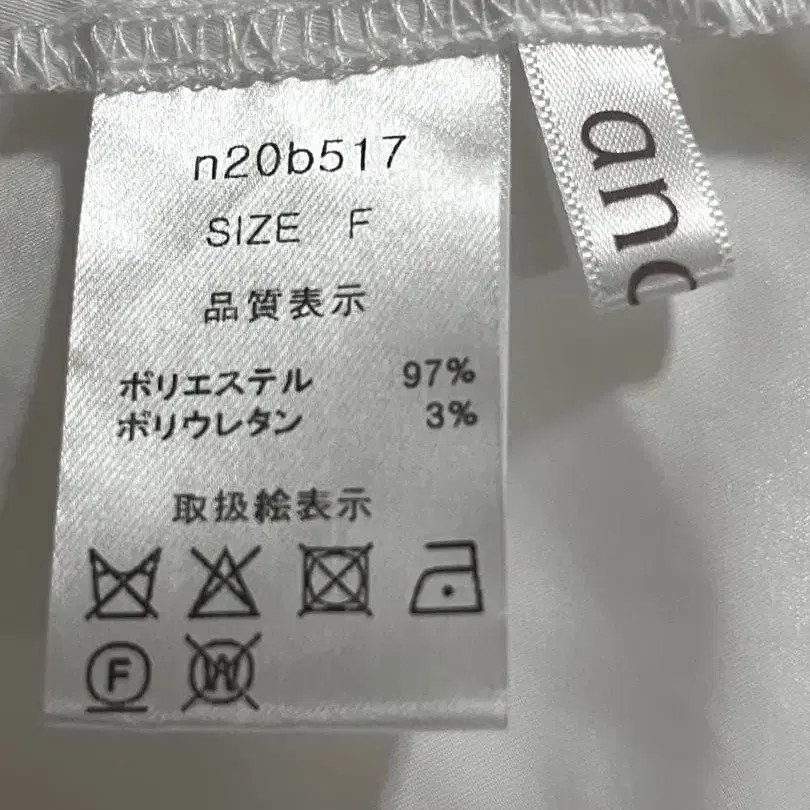 n20b517
SIZE F
品質表示
ポリエステル 97%
ポリウレタン 3%
取扱絵表示
F
W
an